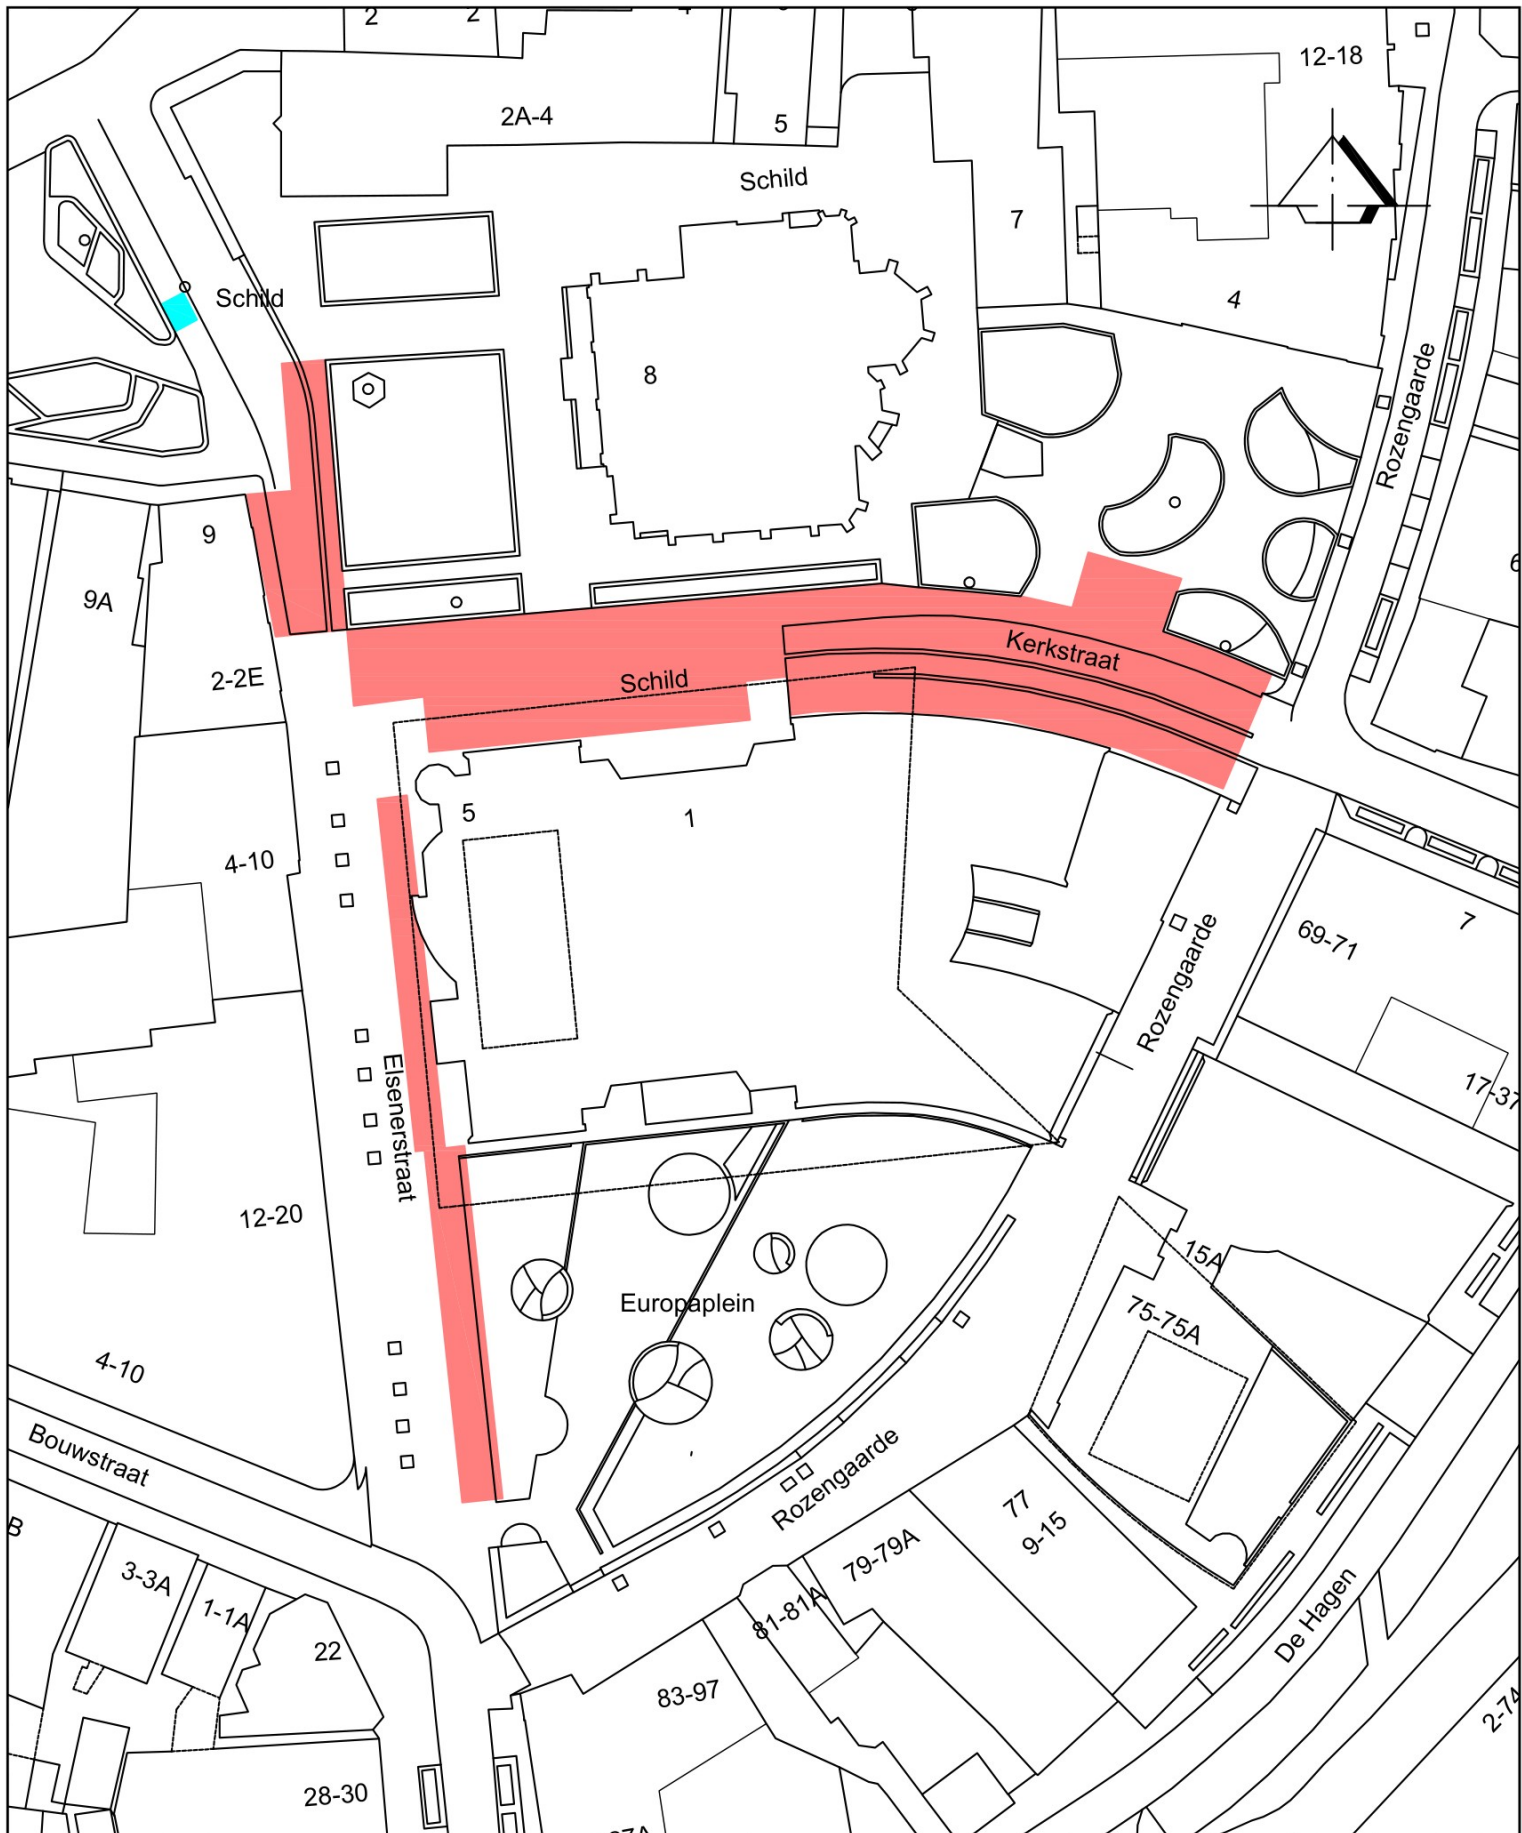 2
2
12-18
2A-4
5
Schild
7
Schild
4
8
Rozengaarde
9
9A
Kerkstraat
2-2E
Schild
5
1
4-10
7
69-71
Rozengaarde
Elsenerstraat
17-37
12-20
15A
Europaplein
75-75A
4-10
Bouwstraat
Rozengaarde
77
9-15
79-79A
3-3A
1-1A
81-81A
De Hagen
22
83-97
2-74
28-30